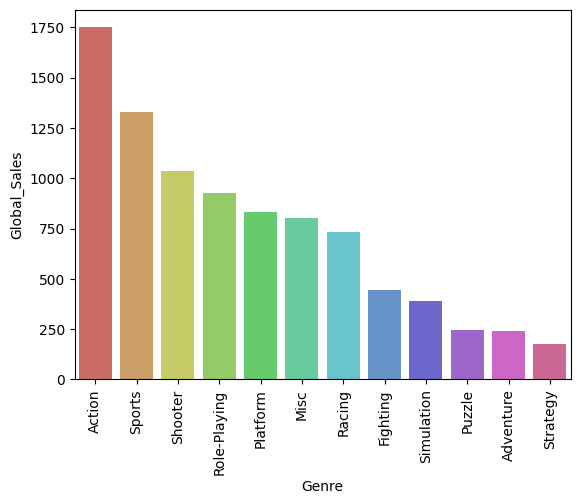 1750
1500
1250
1000
750
500
250
0
Global_Sales
Action
Sports
Shooter
Role-Playing
Platform
Misc
Racing
Fighting
Simulation
Puzzle
Adventure
Strategy
Genre